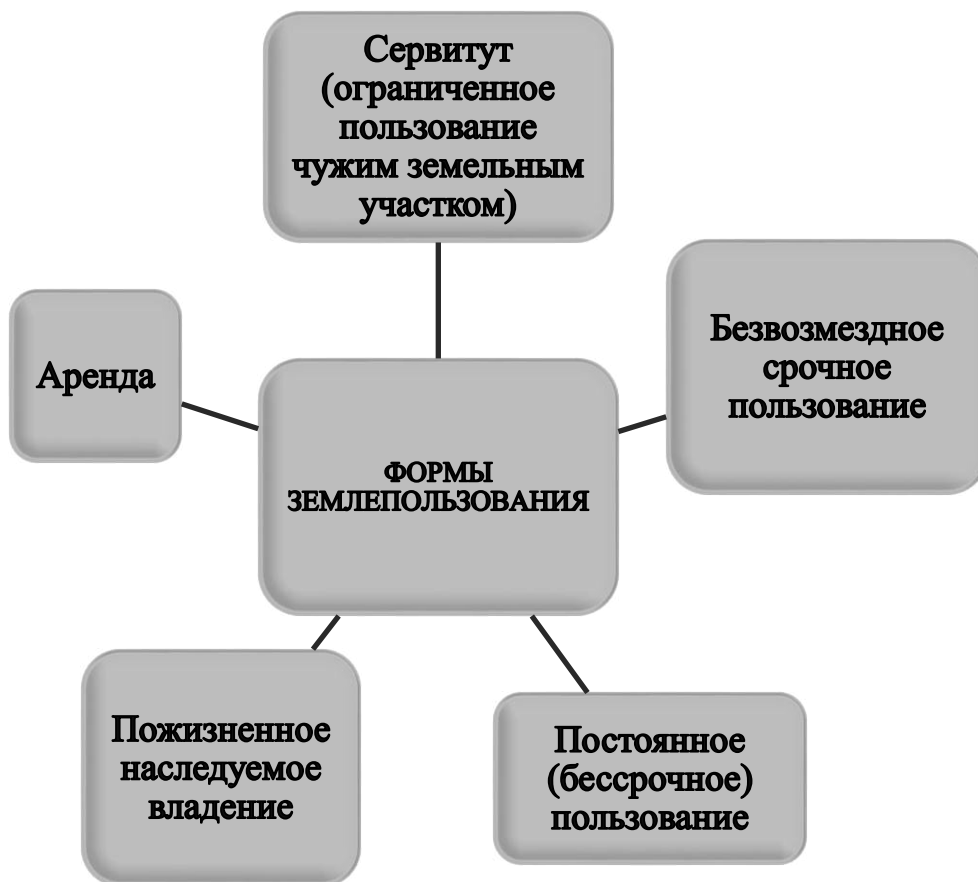 Сервитут
(ограниченное
пользование
чужим земельным
участком)
Безвозмездное
срочное
пользование
Аренда
ФОРМЫ
ЗЕМЛЕПОЛЬЗОВАНИЯ
Пожизненное
наследуемое
владение
Постоянное
(бессрочное)
пользование